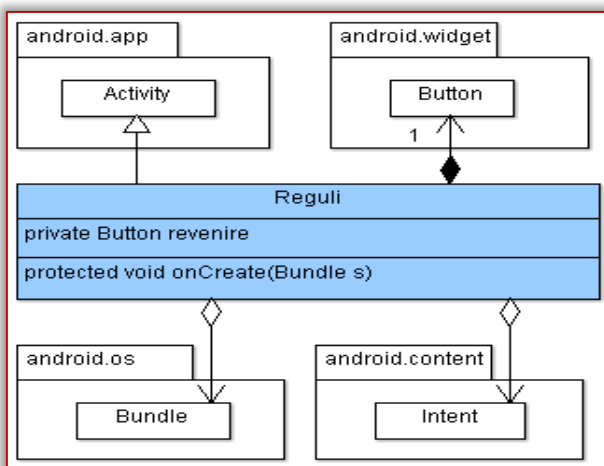 android.app
android.widget
Activity
Button
1
Reguli
private Button revenire
protected void onCreate(Bundle s)
android.os
android.content
Bundle
Intent